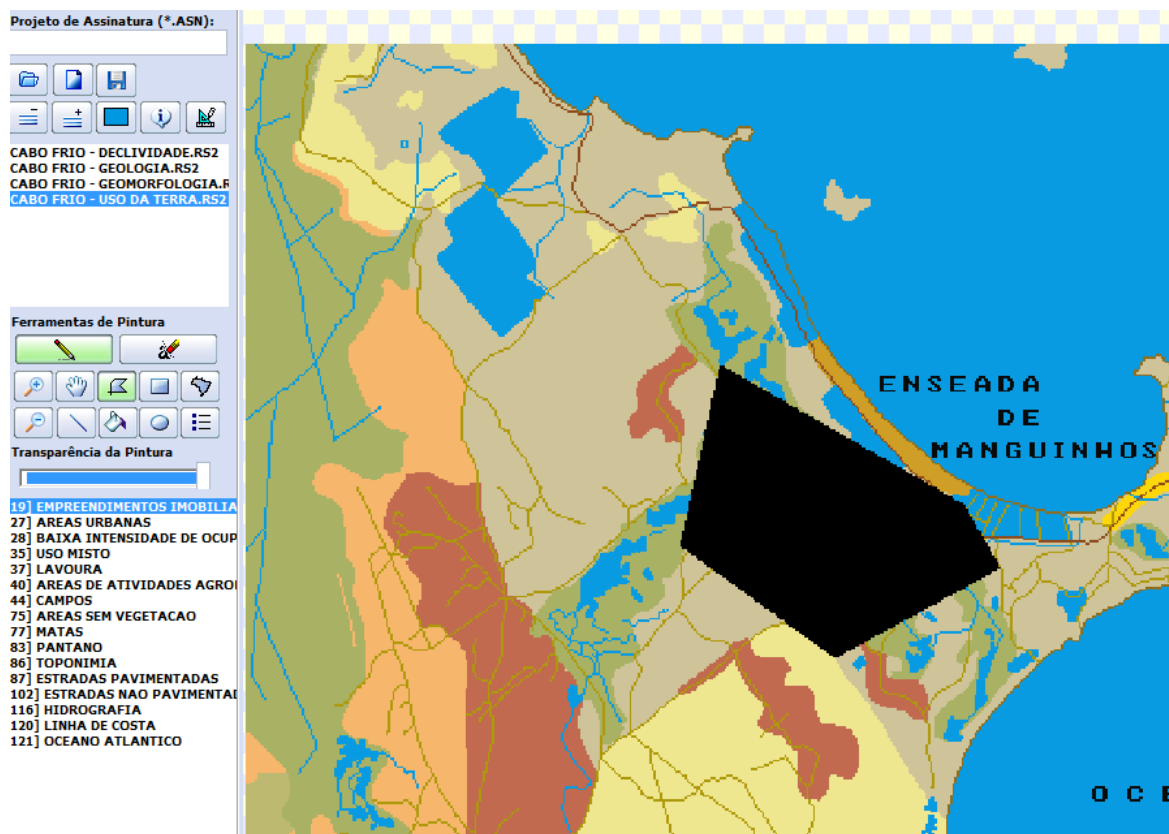 Projeto de Assinatura (*.ASN):
CABO FRIO - DECLIVIDADE.RS2
CABO FRIO - GEOLOGIA.RS2
CABO FRIO - GEOMORFOLOGIA.R
CABO FRIO - USO DA TERRA.RS2
Ferramentas de Pintura
Transparência da Pintura
19] EMPREENDIMENTOS IMOBILIA
27] AREAS URBANAS
28] BAIXA INTENSIDADE DE OCUP
35] USO MISTO
37] LAVOURA
40] AREAS DE ATIVIDADES AGROI
44] CAMPOS
75] AREAS SEM VEGETACAO
77] MATAS
83] PANTANO
86] TOPONIMIA
87] ESTRADAS PAVIMENTADAS
102] ESTRADAS NAO PAVIMENTAD
116] HIDROGRAFIA
120] LINHA DE COSTA
121] OCEANO ATLANTICO
ENSEADA
DE
MANGUINHOS
OCE